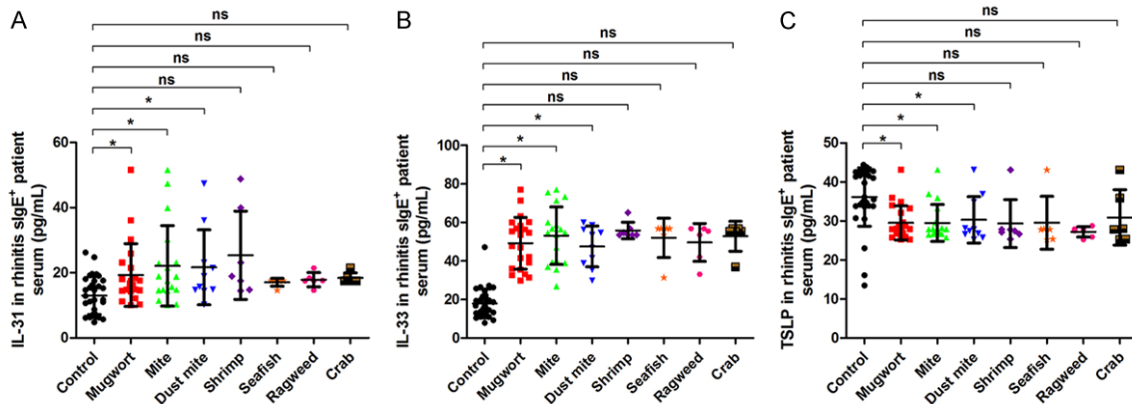 A
ns
ns
ns
ns
*
*
*
IL-31 in rhinitis sIgE+ patient
serum (pg/mL)
60
40
20
0
Control
Mugwort
Mite
Dust mite
Shrimp
Seafish
Ragweed
Crab
B
ns
ns
ns
ns
*
*
*
IL-33 in rhinitis sIgE+ patient
serum (pg/mL)
100
80
60
40
20
0
Control
Mugwort
Mite
Dust mite
Shrimp
Seafish
Ragweed
Crab
C
ns
ns
ns
ns
*
*
*
TSLP in rhinitis sIgE+ patient
serum (pg/mL)
50
40
30
20
10
0
Control
Mugwort
Mite
Dust mite
Shrimp
Seafish
Ragweed
Crab